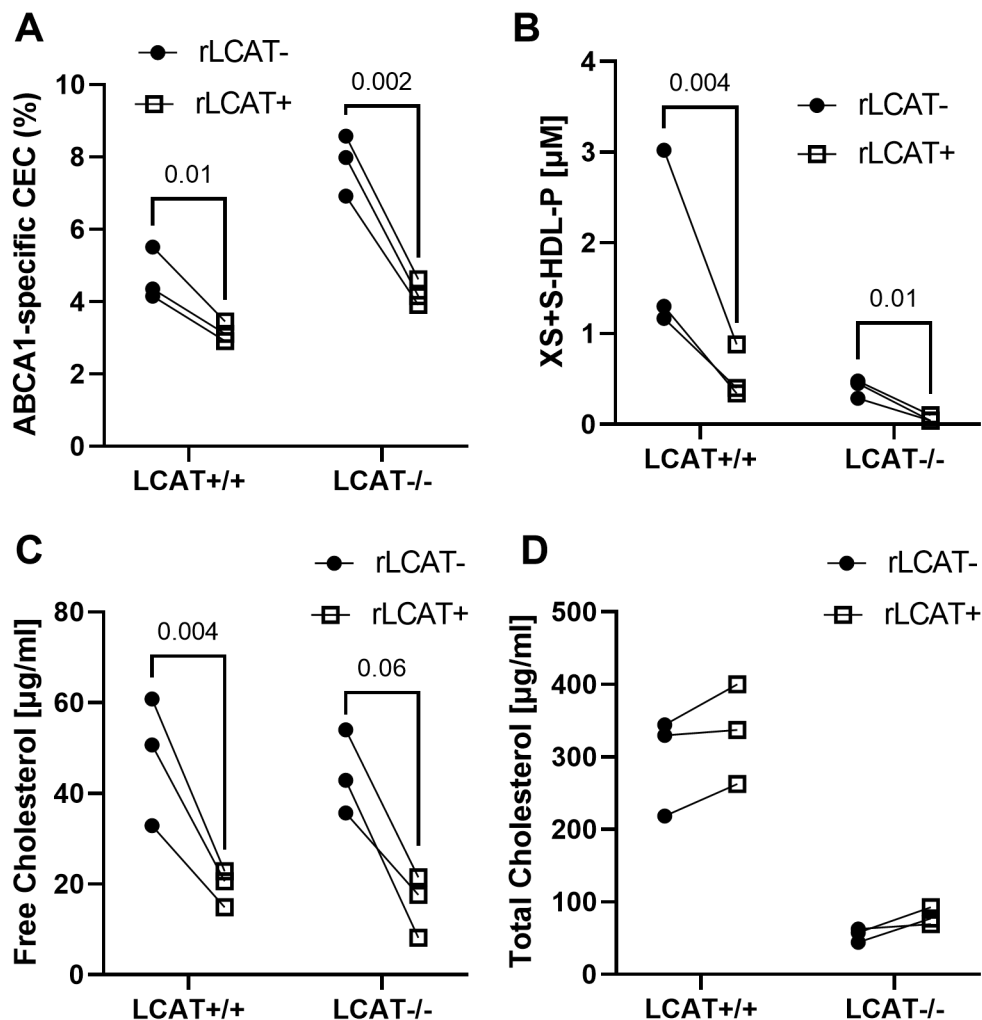 A
rLCAT-
rLCAT+
ABCA1-specific CEC (%)
10
8
6
4
2
0
0.01
0.002
LCAT+/+
LCAT-/-
B
rLCAT-
rLCAT+
XS+S-HDL-P [µM]
4
3
2
1
0
0.004
0.01
LCAT+/+
LCAT-/-
C
rLCAT-
rLCAT+
Free Cholesterol [µg/ml]
80
60
40
20
0
0.004
0.06
LCAT+/+
LCAT-/-
D
rLCAT-
rLCAT+
Total Cholesterol [µg/ml]
500
400
300
200
100
0
LCAT+/+
LCAT-/-